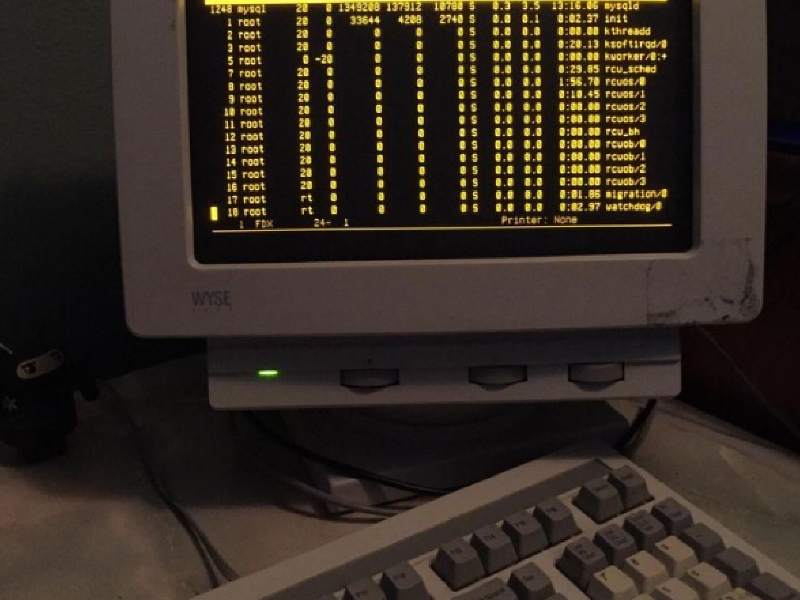 1248 mysql 20 0 1349208 137912 10780 S 0.3 3.5 13:16.06 mysqld
1 root 20 0 33644 4208 2740 S 0.0 0.1 0:02.37 init
2 root 20 0 0 0 0 S 0.0 0.0 0:00.00 kthreadd
3 root 20 0 0 0 0 S 0.0 0.0 0:20.13 ksoftirqd/0
5 root 0 -20 0 0 0 S 0.0 0.0 0:00.00 kworker/0:+
7 root 20 0 0 0 0 S 0.0 0.0 0:29.85 rcu_sched
8 root 20 0 0 0 0 S 0.0 0.0 1:56.70 rcuos/0
9 root 20 0 0 0 0 S 0.0 0.0 0:10.45 rcuos/1
10 root 20 0 0 0 0 S 0.0 0.0 0:00.00 rcuos/2
11 root 20 0 0 0 0 S 0.0 0.0 0:00.00 rcuos/3
12 root 20 0 0 0 0 S 0.0 0.0 0:00.00 rcu_bh
13 root 20 0 0 0 0 S 0.0 0.0 0:00.00 rcuob/0
14 root 20 0 0 0 0 S 0.0 0.0 0:00.00 rcuob/1
15 root 20 0 0 0 0 S 0.0 0.0 0:00.00 rcuob/2
16 root 20 0 0 0 0 S 0.0 0.0 0:00.00 rcuob/3
17 root rt 0 0 0 0 S 0.0 0.0 0:01.86 migration/0
18 root rt 0 0 0 0 S 0.0 0.0 0:02.97 watchdog/0
1 FDX 24- 1 Printer: None
WYSE